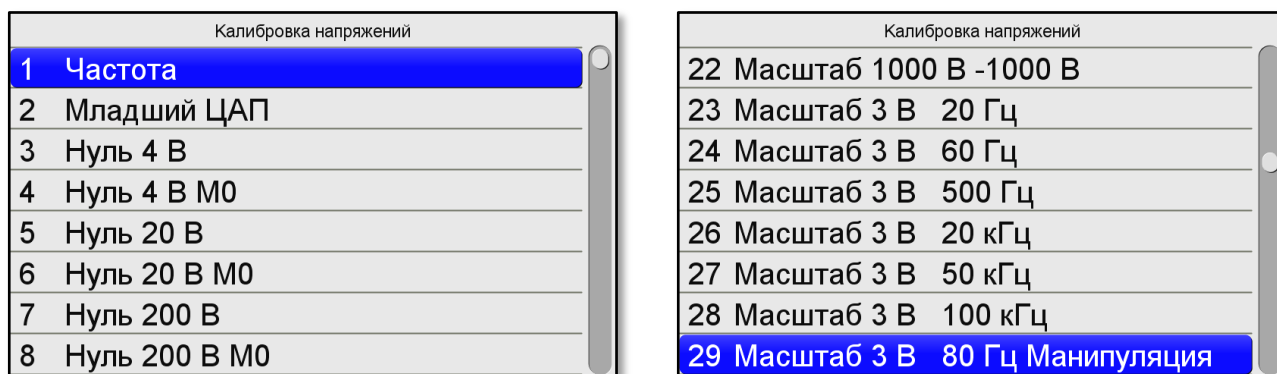 Калибровка напряжений
1 Частота
2 Младший ЦАП
3 Нуль 4 В
4 Нуль 4 В М0
5 Нуль 20 В
6 Нуль 20 В М0
7 Нуль 200 В
8 Нуль 200 В М0
Калибровка напряжений
22 Масштаб 1000 В -1000 В
23 Масштаб 3 В 20 Гц
24 Масштаб 3 В 60 Гц
25 Масштаб 3 В 500 Гц
26 Масштаб 3 В 20 кГц
27 Масштаб 3 В 50 кГц
28 Масштаб 3 В 100 кГц
29 Масштаб 3 В 80 Гц Манипуляция